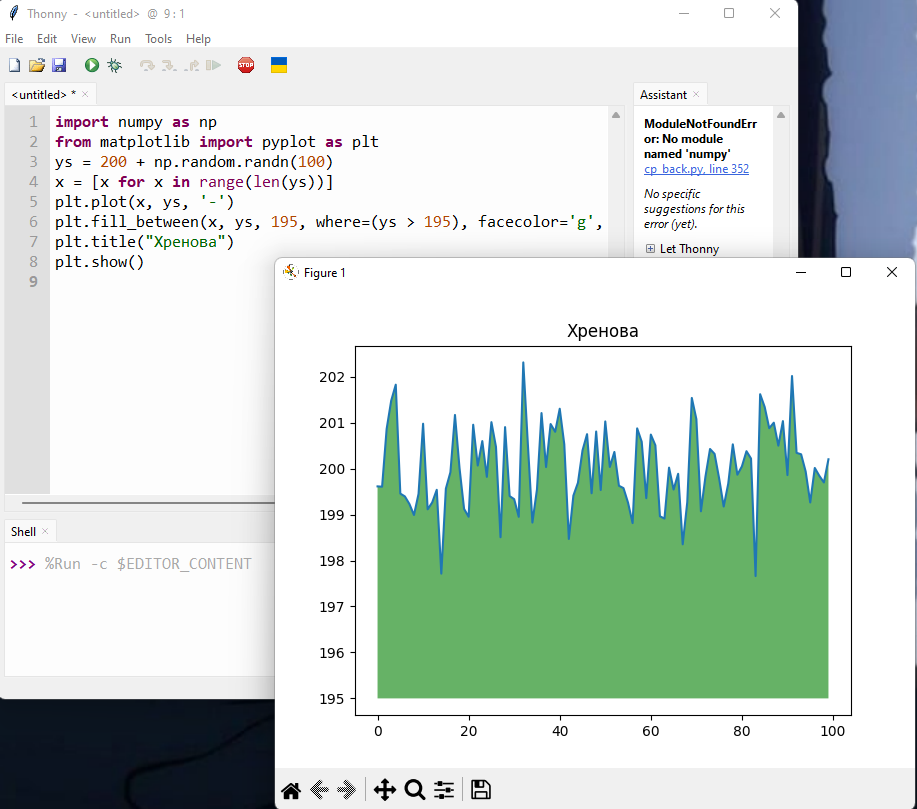 Thonny - <untitled> @ 9:1
File Edit View Run Tools Help
STOP
<untitled> *
1 import numpy as np
2 from matplotlib import pyplot as plt
3 ys = 200 + np.random.randn(100)
4 x = [x for x in range(len(ys))]
5 plt.plot(x, ys, '-')
6 plt.fill_between(x, ys, 195, where=(ys > 195), facecolor='g',
7 plt.title("Хренова")
8 plt.show()
9
Assistant
ModuleNotFoundErr
or: No module
named 'numpy'
cp_back.py, line 352
No specific
suggestions for this
error (yet).
Let Thonny
Shell
>>> %Run -c $EDITOR_CONTENT
Figure 1
Хренова
202
201
200
199
198
197
196
195
0 20 40 60 80 100